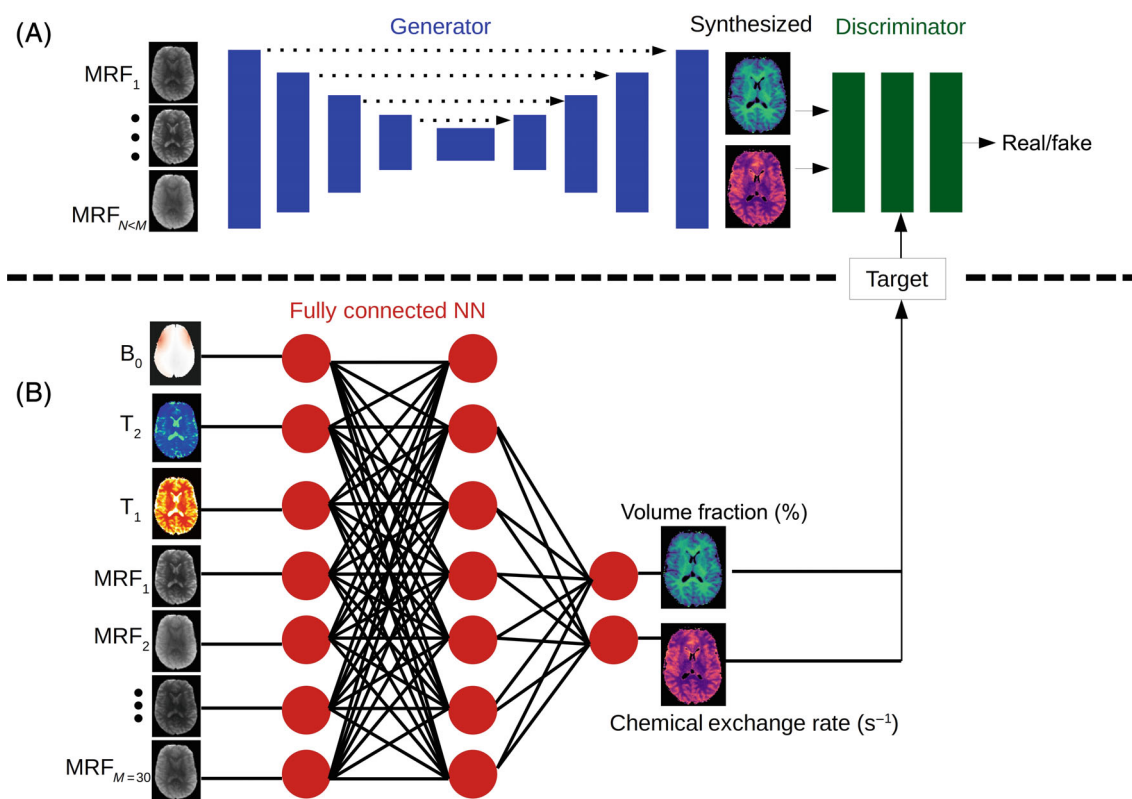 (A)
Generator
Synthesized
Discriminator
MRF1
MRFN<M
Real/fake
Target
(B)
Fully connected NN
B0
T2
T1
MRF1
MRF2
MRFM=30
Volume fraction (%)
Chemical exchange rate (s⁻¹)